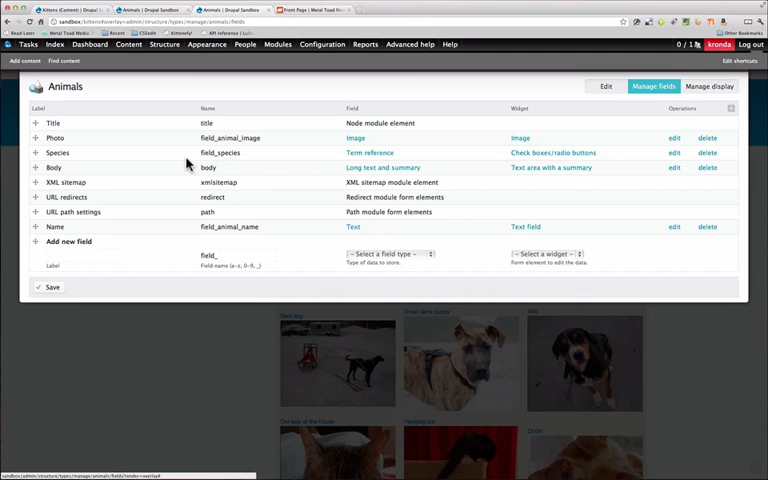 Kittens (Index) | Drupal San
Animals | Drupal Sandbox
Animals | Drupal Sandbox
Front Page | Metal Toad M
sandbox/kittens#overlay=admin/structure/types/manage/animals/fields
Read Later
Metal Toad Media
Recent
CSSedit
Kittenefy!
API reference | Lull
Other Bookmarks
Tasks Index Dashboard Content Structure Appearance People Modules Configuration Reports Advanced help Help 0 / 1 kronda Log out
Add content Find content Edit shortcuts
Animals Edit Manage fields Manage display
Label Name Field Widget Operations
Title title Node module element
Photo field_animal_image Image Image edit delete
Species field_species Term reference Check boxes/radio buttons edit delete
Body body Long text and summary Text area with a summary edit delete
XML sitemap xmlsitemap XML sitemap module element
URL redirects redirect Redirect module form elements
URL path settings path Path module form elements
Name field_animal_name Text Text field edit delete
Add new field
field_ - Select a field type - - Select a widget -
Label Field name (a-z, 0-9, _) Type of data to store. Form element to edit the data.
Save
Great dane puppy
Milo
Hanging out
Old lady of the house
sandbox/admin/structure/types/manage/animals/fields?render=overlay#